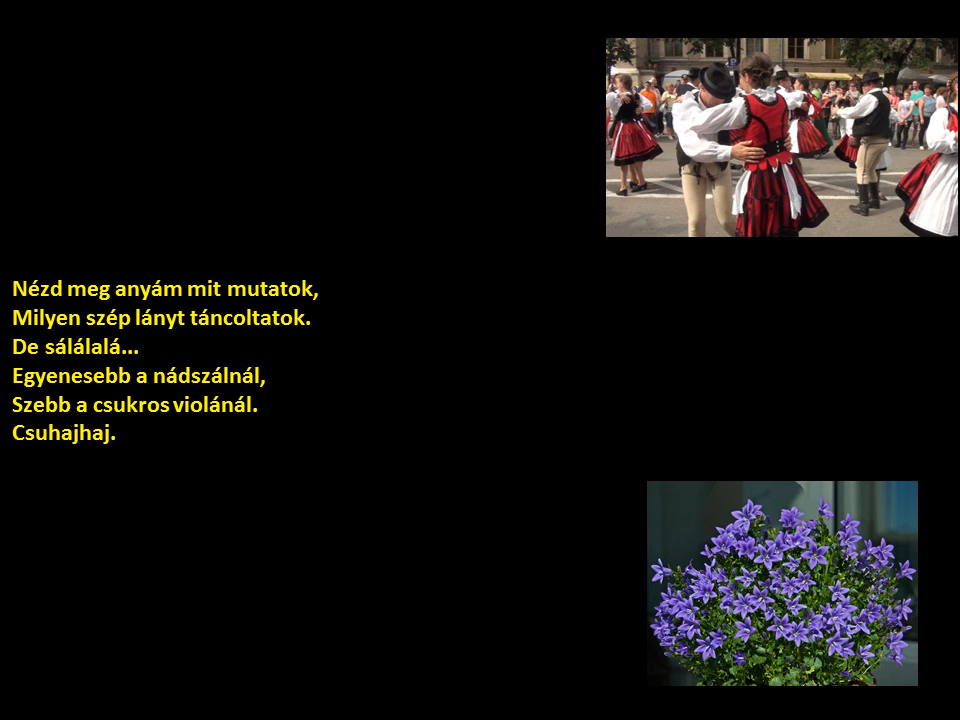 Nézd meg anyám mit mutatok,
Milyen szép lányt táncoltatok.
De sálálalá...
Egyenesebb a nádszálnál,
Szebb a csukros violánál.
Csuhajhaj.